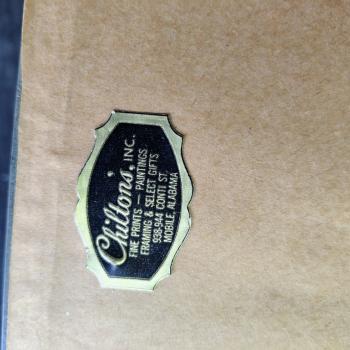 Chiltons', INC.
FINE PRINTS — PAINTINGS
FRAMING & SELECT GIFTS
938-944 CONTI ST.
MOBILE, ALABAMA